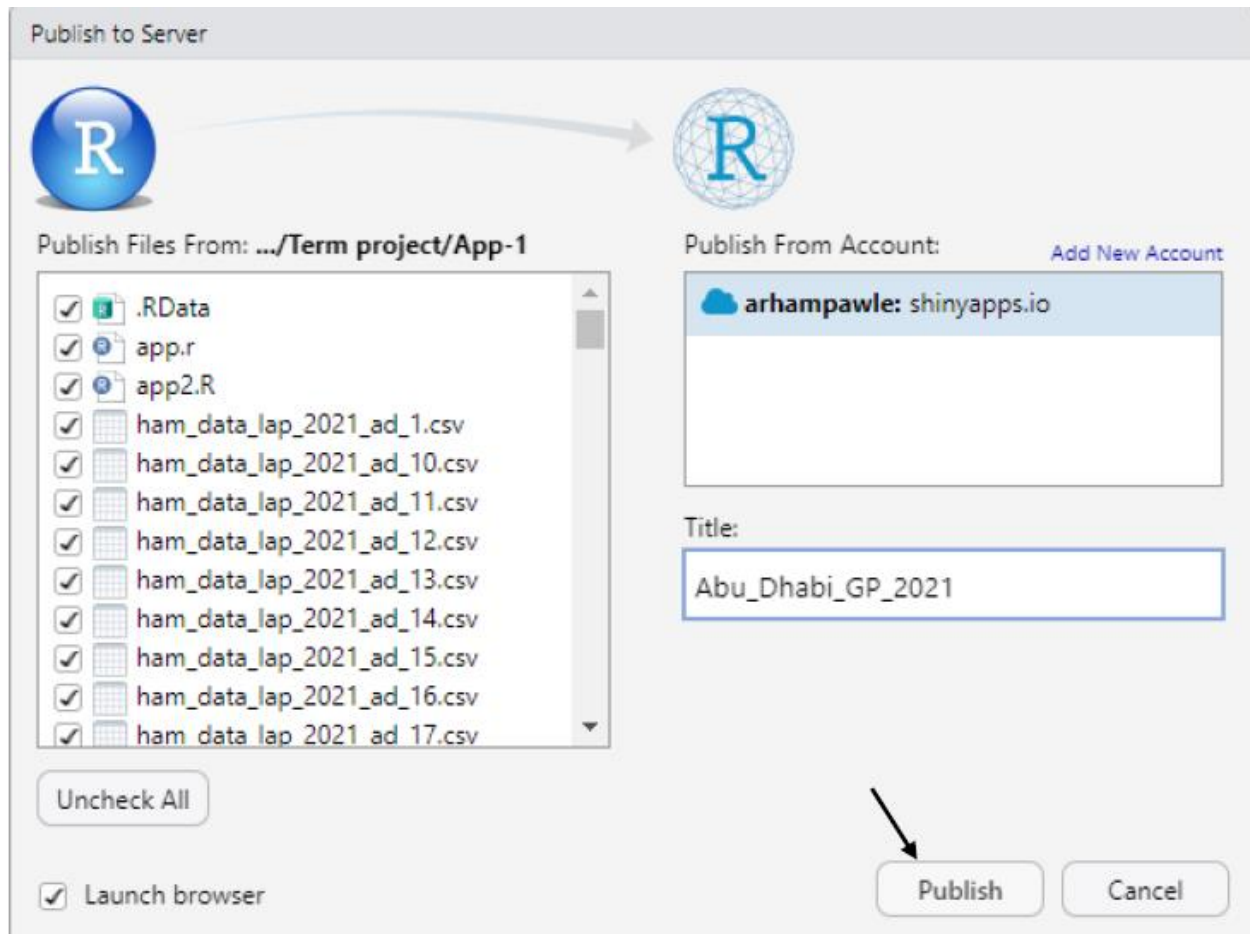 Publish to Server
R
R
Publish Files From: .../Term project/App-1
.RData
app.r
app2.R
ham_data_lap_2021_ad_1.csv
ham_data_lap_2021_ad_10.csv
ham_data_lap_2021_ad_11.csv
ham_data_lap_2021_ad_12.csv
ham_data_lap_2021_ad_13.csv
ham_data_lap_2021_ad_14.csv
ham_data_lap_2021_ad_15.csv
ham_data_lap_2021_ad_16.csv
ham_data_lap_2021_ad_17.csv
Uncheck All
Launch browser
Publish From Account: Add New Account
arhampawle: shinyapps.io
Title:
Abu_Dhabi_GP_2021
Publish Cancel